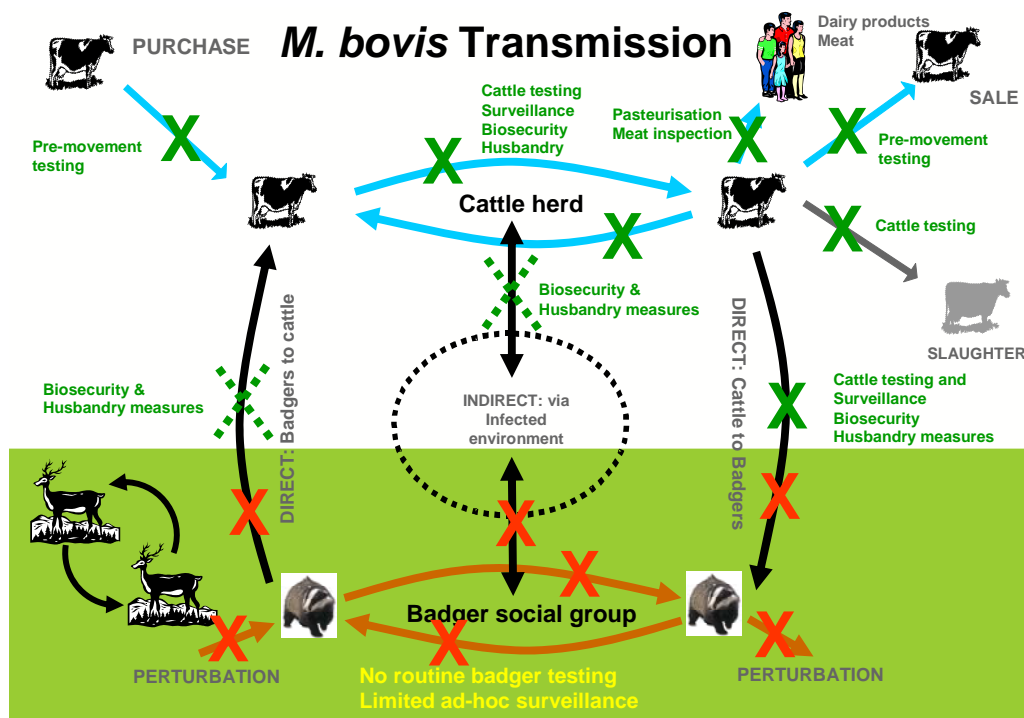 M. bovis Transmission
PURCHASE
Dairy products
Meat
SALE
Cattle testing
Surveillance
Biosecurity
Husbandry
Pasteurisation
Meat inspection
Pre-movement
testing
Pre-movement
testing
Cattle herd
Cattle testing
Biosecurity &
Husbandry measures
SLAUGHTER
DIRECT: Badgers to cattle
DIRECT: Cattle to Badgers
Biosecurity &
Husbandry measures
INDIRECT: via
Infected
environment
Cattle testing and
Surveillance
Biosecurity
Husbandry measures
Badger social group
PERTURBATION
PERTURBATION
No routine badger testing
Limited ad-hoc surveillance